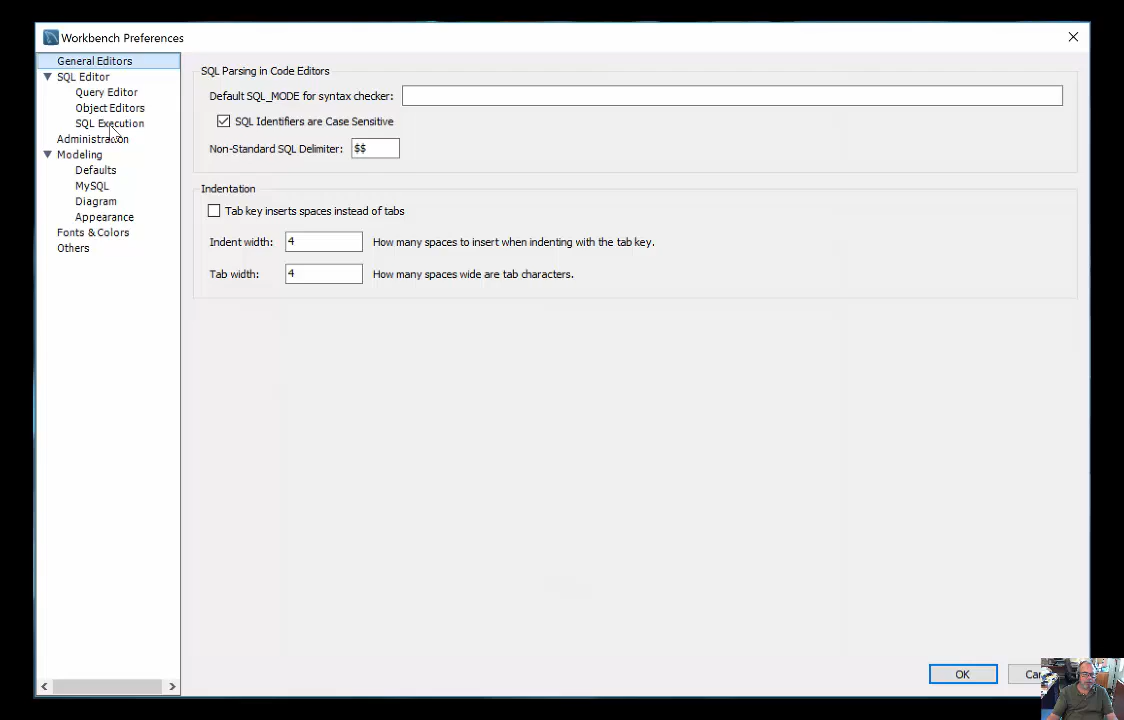 Workbench Preferences
General Editors
SQL Editor
Query Editor
Object Editors
SQL Execution
Administration
Modeling
Defaults
MySQL
Diagram
Appearance
Fonts & Colors
Others
SQL Parsing in Code Editors
Default SQL_MODE for syntax checker:
SQL Identifiers are Case Sensitive
Non-Standard SQL Delimiter: $$
Indentation
Tab key inserts spaces instead of tabs
Indent width: 4 How many spaces to insert when indenting with the tab key.
Tab width: 4 How many spaces wide are tab characters.
OK